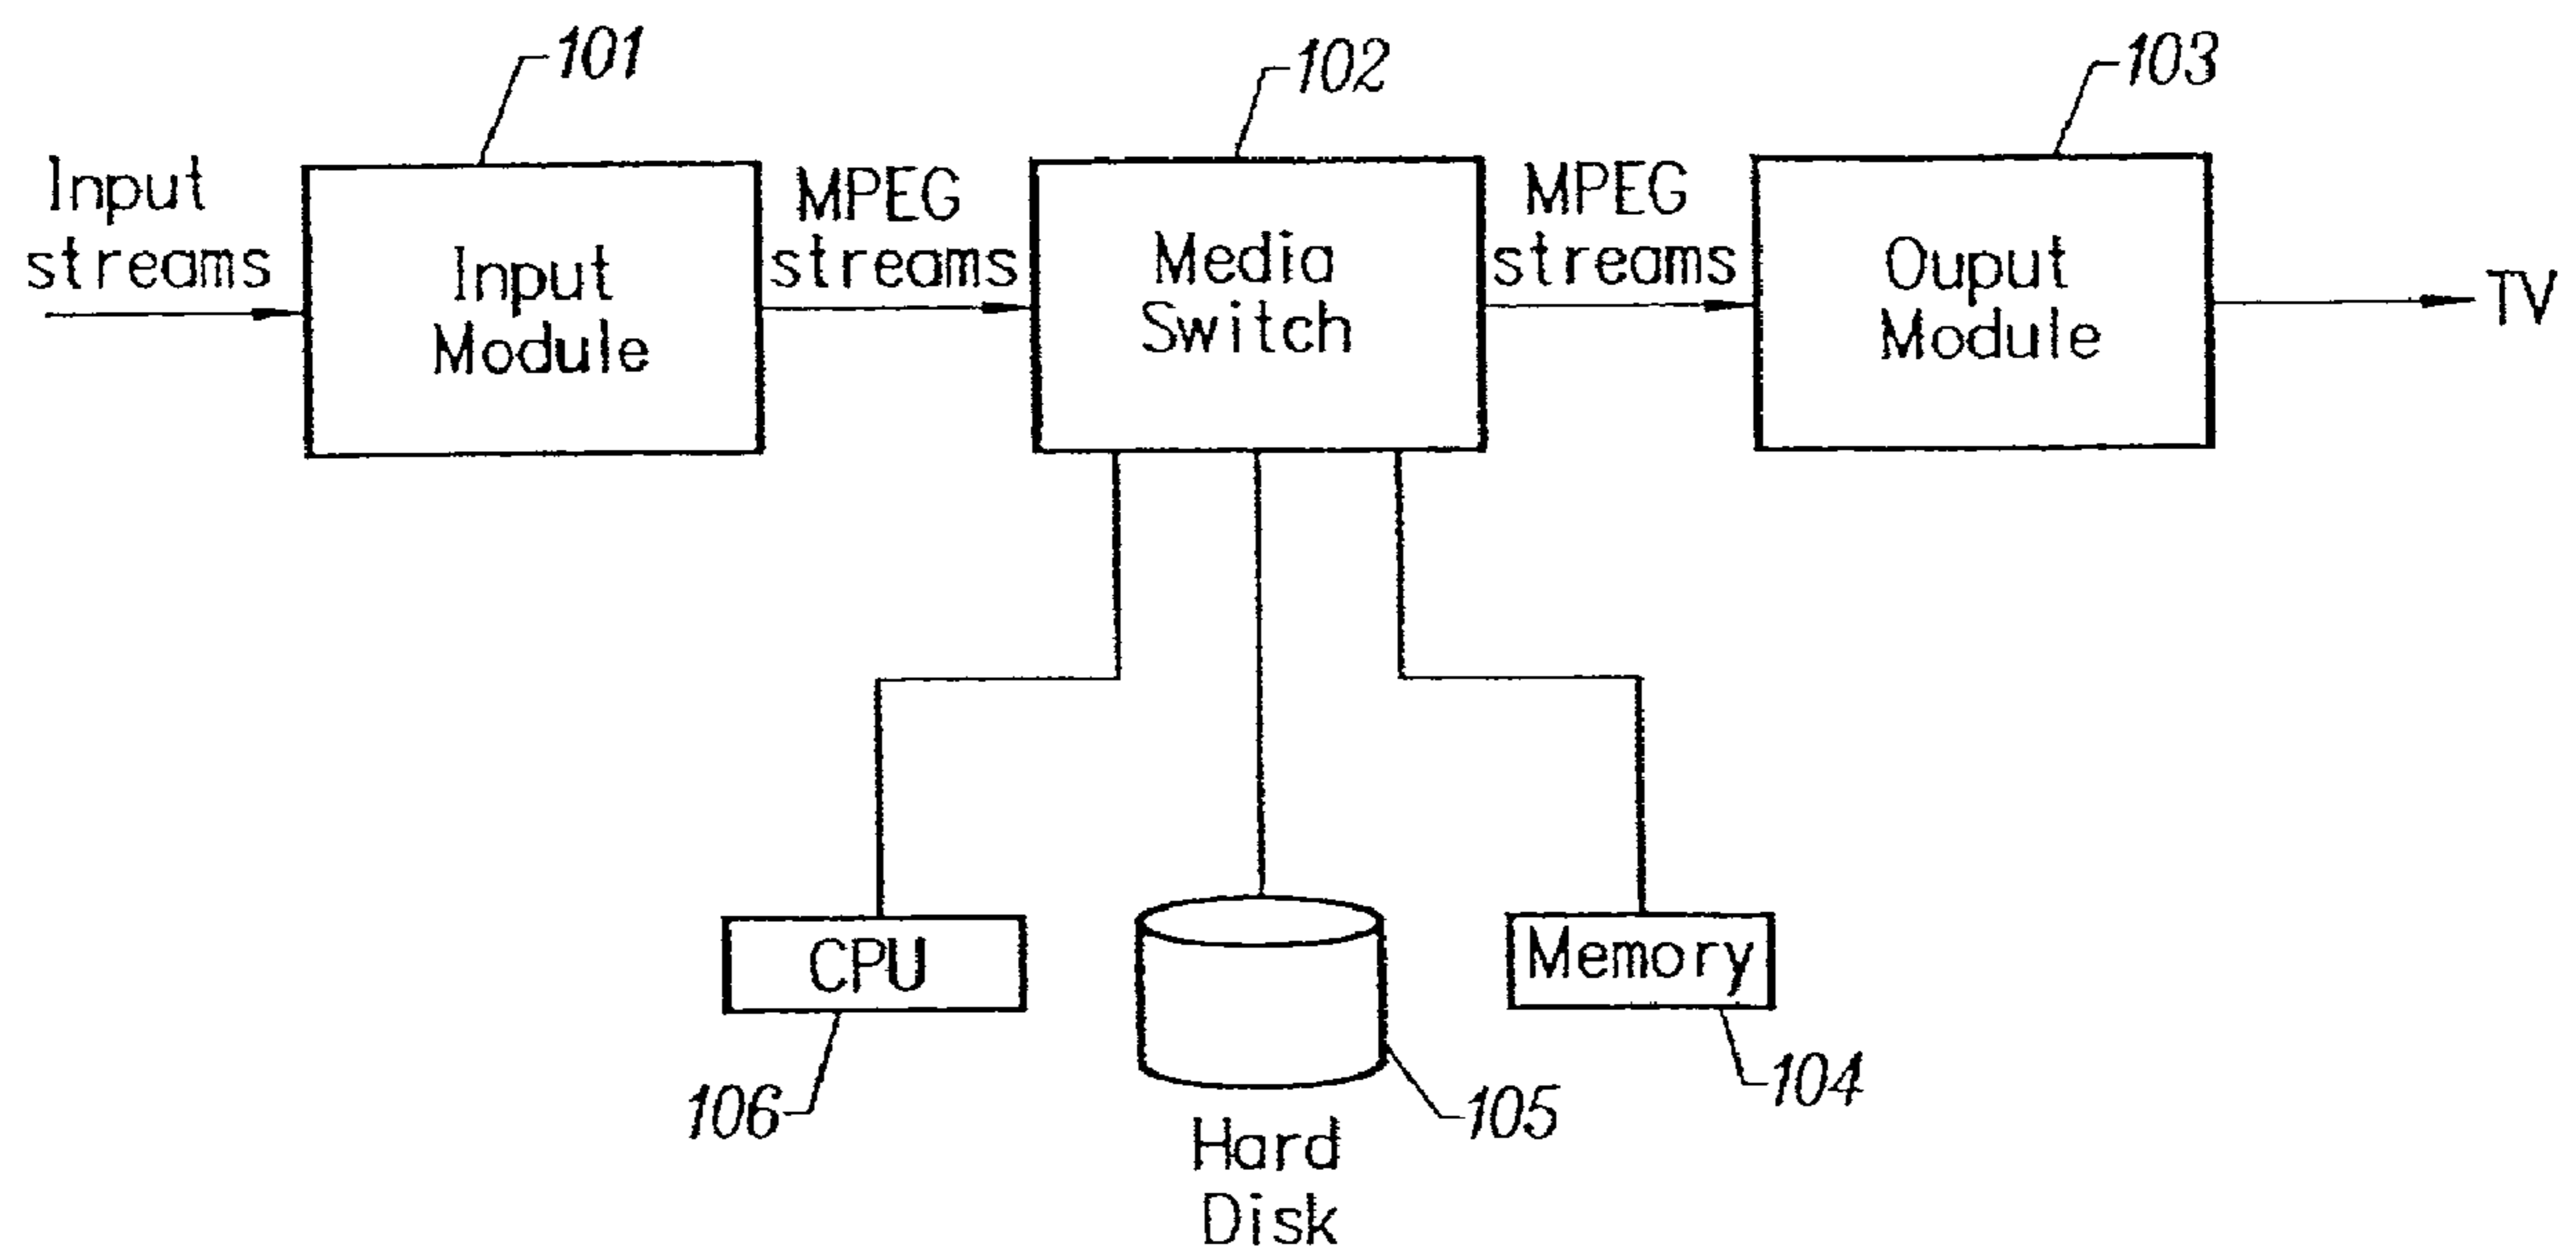 101
102
103
Input
streams
Input
Module
MPEG
streams
Media
Switch
MPEG
streams
Ouput
Module
TV
CPU
Memory
106
105
104
Hard
Disk